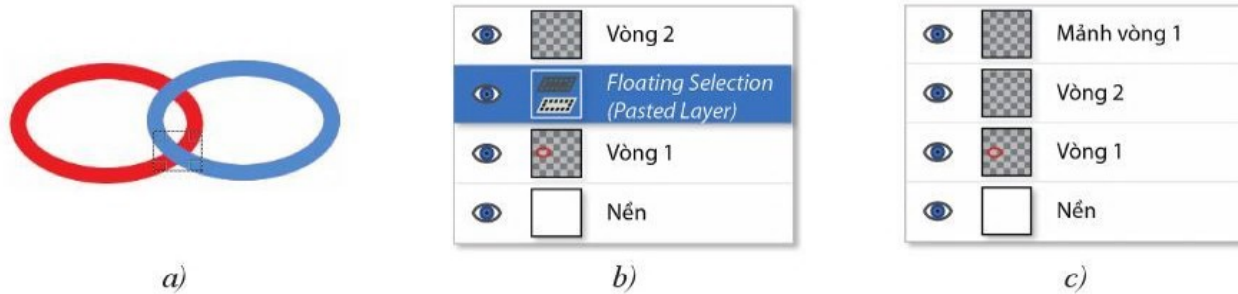 Vòng 2
Floating Selection
(Pasted Layer)
Vòng 1
Nền
Mảnh vòng 1
Vòng 2
Vòng 1
Nền
a)
b)
c)